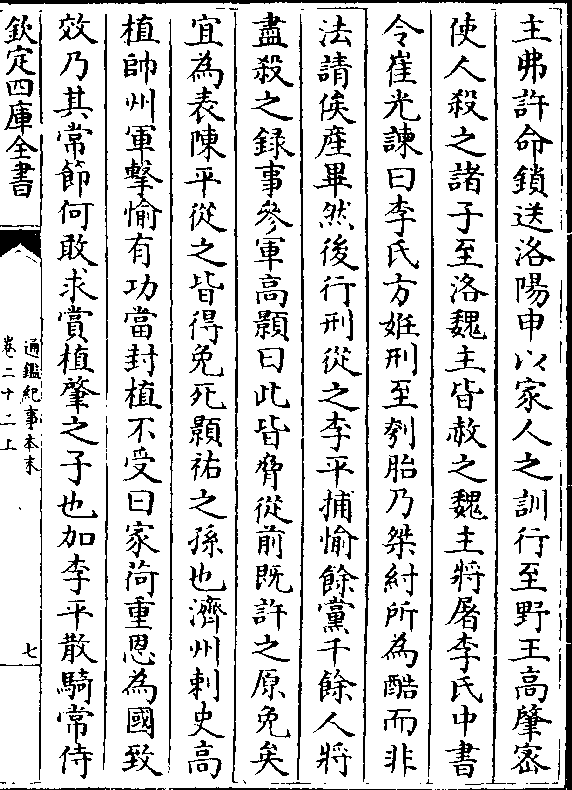 主弗許命鎖送洛陽申以家人之訓行至野王高肇宻
使人殺之諸子至洛魏主皆赦之魏主將屠李氏中書
令崔光諫曰李氏方姙刑至刳胎乃桀紂所為酷而非
法請俟産畢然後行刑從之李平捕愉餘黨千餘人將
盡殺之録事參軍高顥曰此皆脅從前既許之原免矣
宜為表陳平從之皆得免死顥祐之孫也濟州刺史高
植帥州軍擊愉有功當封植不受曰家荷重恩為國致
效乃其常節何敢求賞植肇之子也加李平散騎常侍
欽定四庫全書
通鑑紀事本末
卷二十二上
七